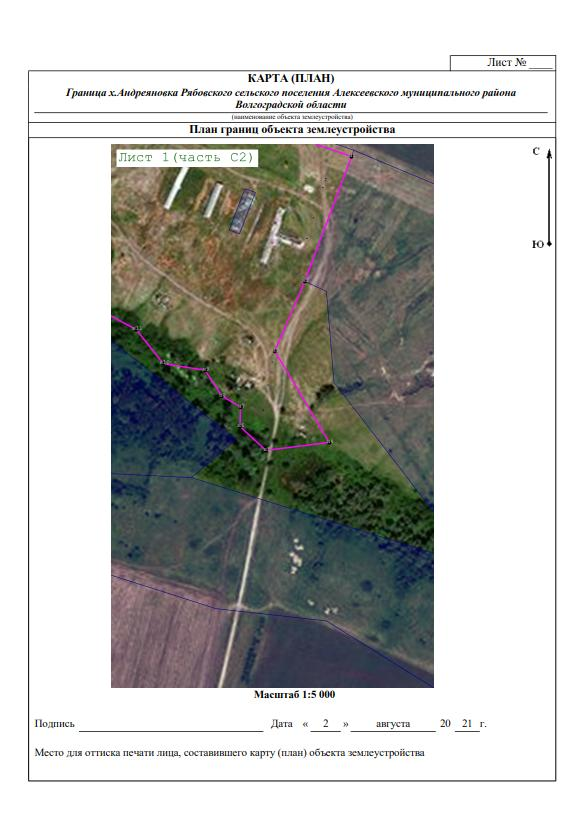 Лист № ____
КАРТА (ПЛАН)
Граница х.Андреяновка Рябовского сельского поселения Алексеевского муниципального района
Волгоградской области
(наименование объекта землеустройства)
План границ объекта землеустройства
Лист 1(часть С2)
С
Ю
Масштаб 1:5 000
Подпись Дата « 2 » августа 20 21 г.
Место для оттиска печати лица, составившего карту (план) объекта землеустройства